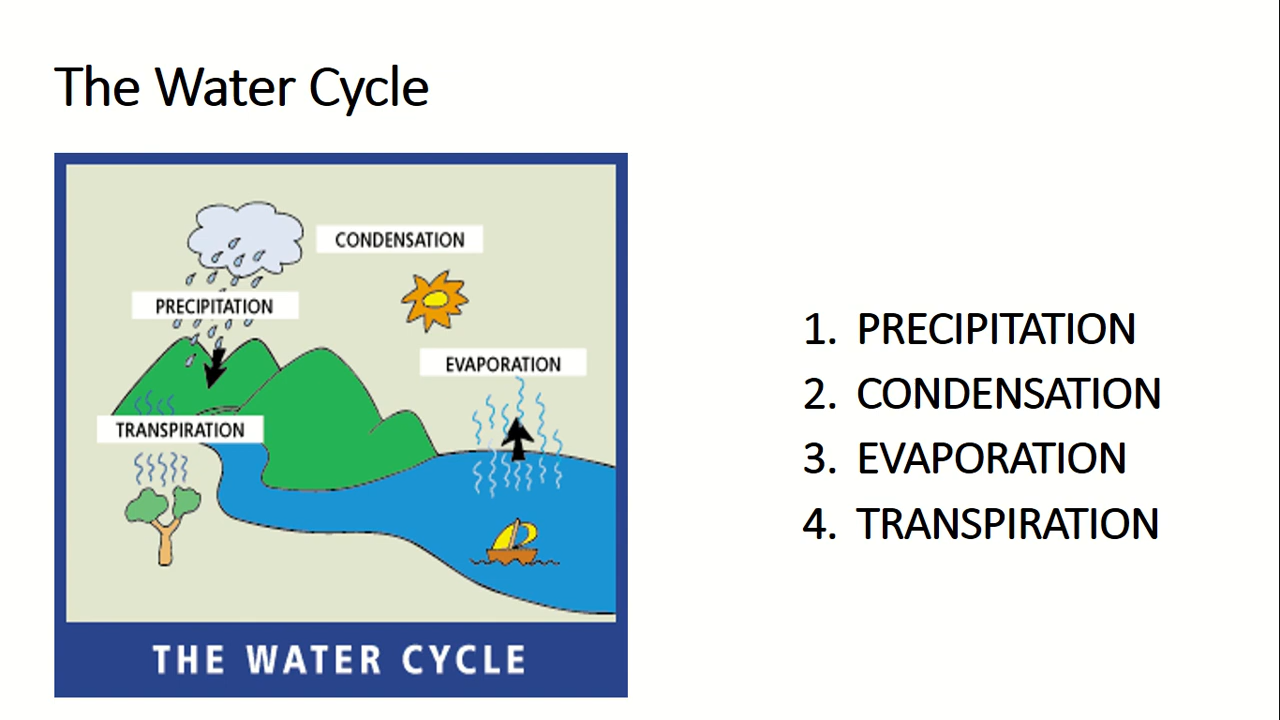 The Water Cycle
CONDENSATION
PRECIPITATION
EVAPORATION
TRANSPIRATION
THE WATER CYCLE
1. PRECIPITATION
2. CONDENSATION
3. EVAPORATION
4. TRANSPIRATION